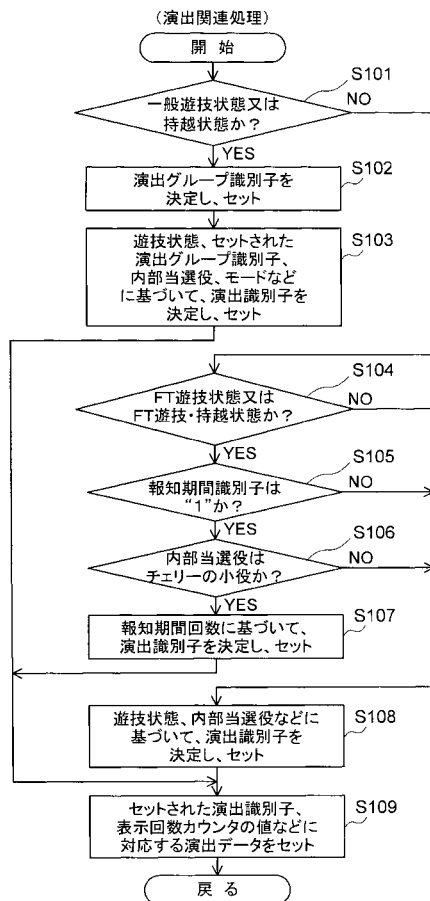 (演出関連処理)
開 始
S101
一般遊技状態又は
持越状態か?
NO
YES
S102
演出グループ識別子を
決定し、セット
S103
遊技状態、セットされた
演出グループ識別子、
内部当選役、モードなど
に基づいて、演出識別子を
決定し、セット
S104
FT遊技状態又は
FT遊技・持越状態か?
NO
YES
S105
報知期間識別子は
“1”か?
NO
YES
S106
内部当選役は
チェリーの小役か?
NO
YES
S107
報知期間回数に基づいて、
演出識別子を決定し、セット
S108
遊技状態、内部当選役などに
基づいて、演出識別子を
決定し、セット
S109
セットされた演出識別子、
表示回数カウンタの値などに
対応する演出データをセット
戻 る